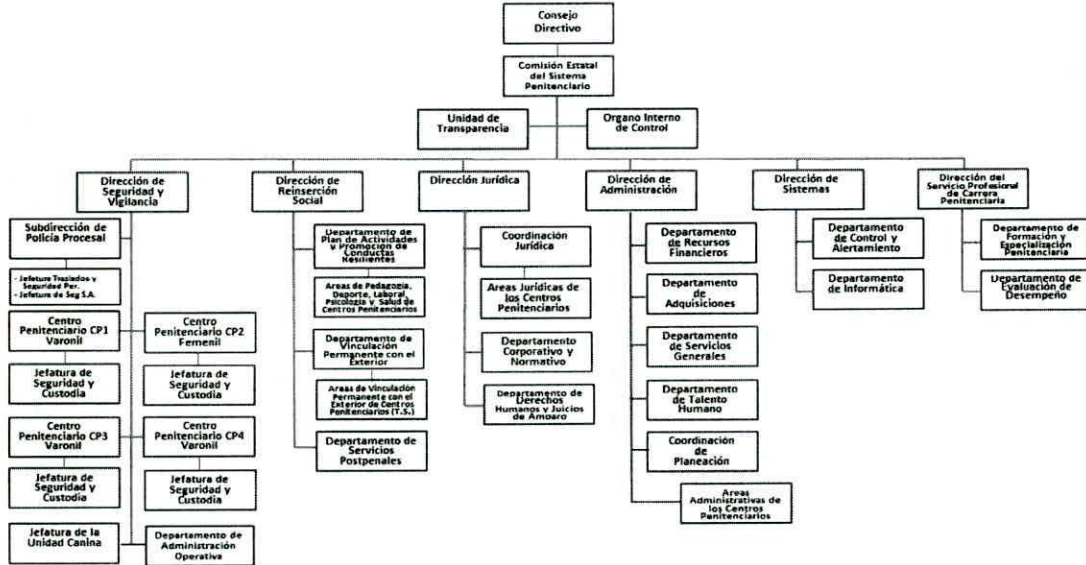 Consejo
Directivo
Comisión Estatal
del Sistema
Penitenciario
Unidad de
Transparencia
Organo Interno
de Control
Dirección de
Seguridad y
Vigilancia
Dirección de
Reinserción
Social
Dirección Jurídica
Dirección de
Administración
Dirección de
Sistemas
Dirección del
Servicio Profesional
de Carrera
Penitenciaria
Subdirección de
Policía Procesal
- Jefatura Traslados y
Seguridad Per.
- Jefatura de Seg S.A.
Centro
Penitenciario CP1
Varonil
Centro
Penitenciario CP2
Femenil
Jefatura de
Seguridad y
Custodia
Jefatura de
Seguridad y
Custodia
Centro
Penitenciario CP3
Varonil
Centro
Penitenciario CP4
Varonil
Jefatura de
Seguridad y
Custodia
Jefatura de
Seguridad y
Custodia
Jefatura de la
Unidad Canina
Departamento de
Administración
Operativa
Departamento de
Plan de Actividades
y Promoción de
Conductas
Resilientes
Areas de Pedagogía,
Deporte, Laboral,
Psicología y Salud de
Centros Penitenciarios
Departamento de
Vinculación
Permanente con el
Exterior
Areas de Vinculación
Permanente con el
Exterior de Centros
Penitenciarios (T.S.)
Departamento de
Servicios
Postpenales
Coordinación
Jurídica
Areas Jurídicas de
los Centros
Penitenciarios
Departamento
Corporativo y
Normativo
Departamento de
Derechos
Humanos y Juicios
de Amparo
Departamento
de Recursos
Financieros
Departamento
de
Adquisiciones
Departamento
de Servicios
Generales
Departamento
de Talento
Humano
Coordinación
de
Planeación
Areas
Administrativas de
los Centros
Penitenciarios
Departamento
de Control y
Alertamiento
Departamento
de Informática
Departamento de
Formación y
Especialización
Penitenciaria
Departamento de
Evaluación de
Desempeño